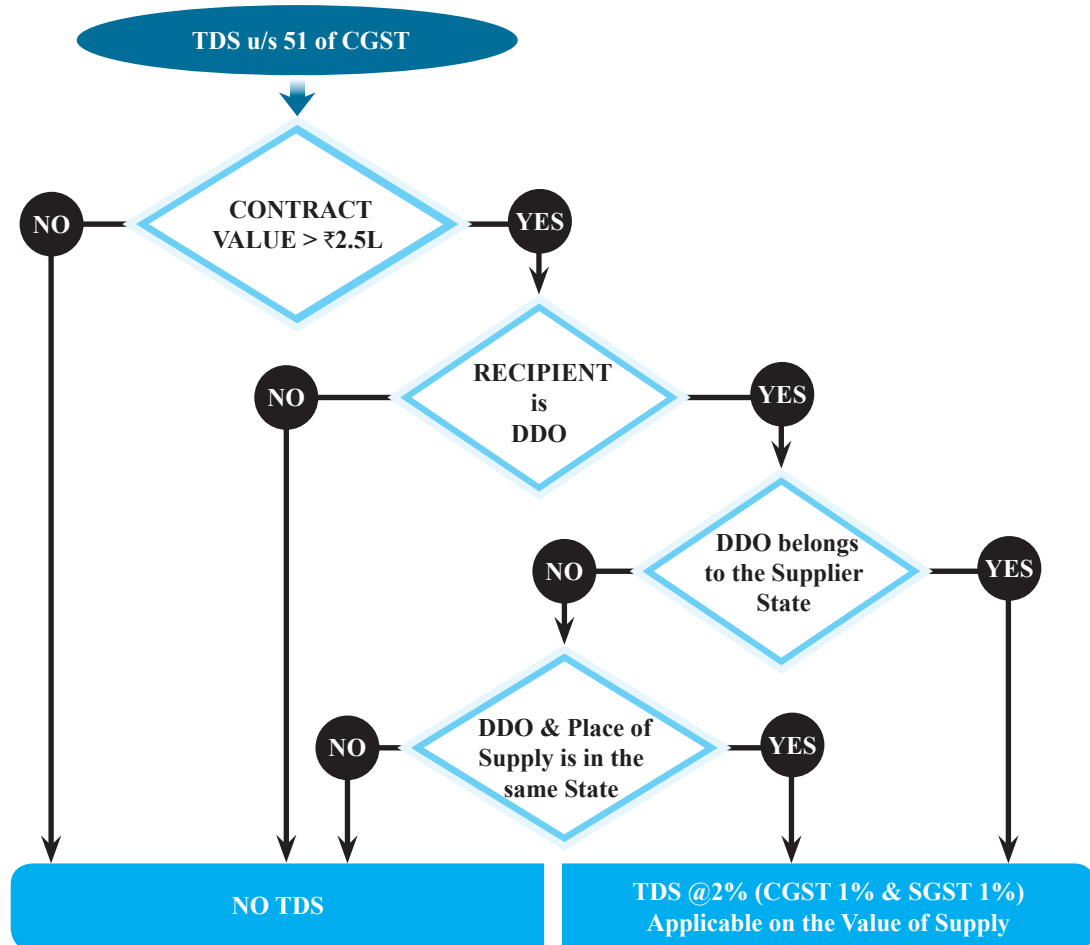 TDS u/s 51 of CGST
CONTRACT
VALUE > ₹2.5L
NO
YES
RECIPIENT
is
DDO
NO
YES
DDO belongs
to the Supplier
State
NO
YES
DDO & Place of
Supply is in the
same State
NO
YES
NO TDS
TDS @2% (CGST 1% & SGST 1%)
Applicable on the Value of Supply